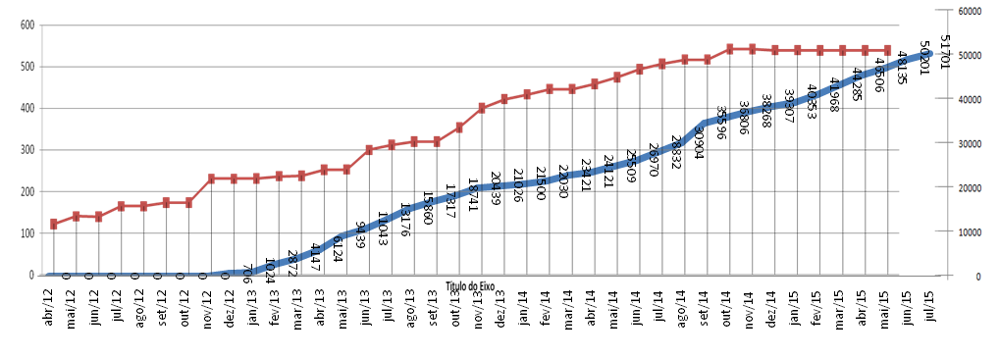 600
500
400
300
200
100
0
60000
50000
40000
30000
20000
10000
0
0
0
0
0
0
0
0
0
706
1024
2872
4147
6124
9439
11043
13176
15860
17317
18741
20439
21026
21500
22030
23421
24121
25509
26970
28832
30904
35596
36806
38268
39307
40353
41968
44285
46506
48135
50201
51701
abr/12
mai/12
jun/12
jul/12
ago/12
set/12
out/12
nov/12
dez/12
jan/13
fev/13
mar/13
abr/13
mai/13
jun/13
jul/13
ago/13
set/13
out/13
nov/13
dez/13
jan/14
fev/14
mar/14
abr/14
mai/14
jun/14
jul/14
ago/14
set/14
out/14
nov/14
dez/14
jan/15
fev/15
mar/15
abr/15
mai/15
jun/15
jul/15
Título do Eixo